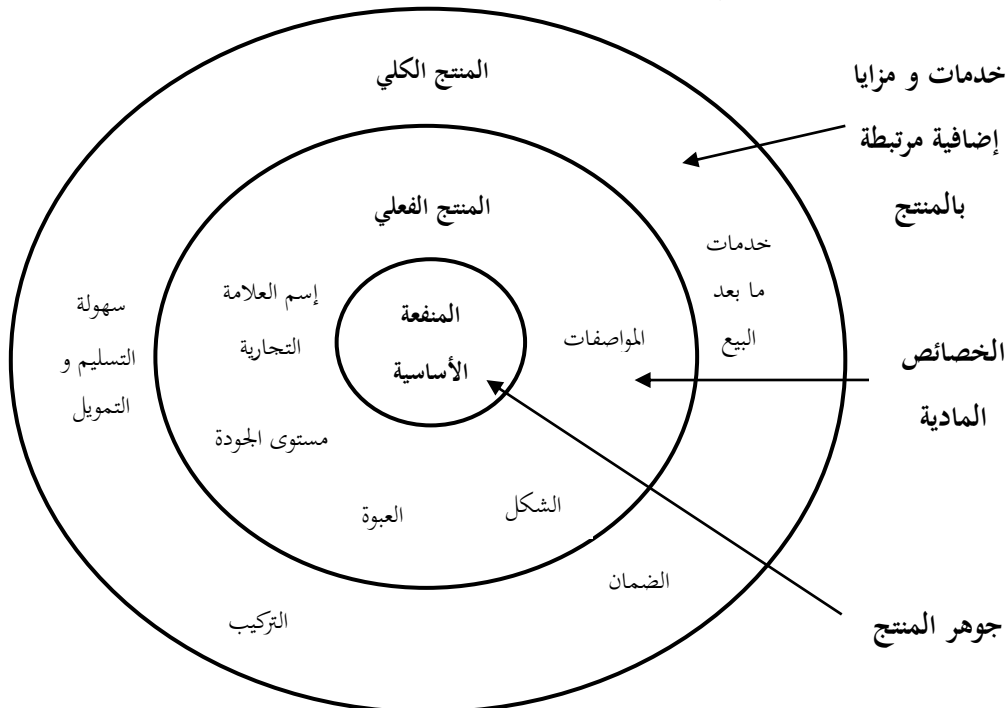 المنتج الكلي
خدمات و مزايا
إضافية مرتبطة
بالمنتج
المنتج الفعلي
خدمات
ما بعد
البيع
إسم العلامة
التجارية
المنفعة
الأساسية
المواصفات
سهولة
التسليم و
التمويل
الخصائص
المادية
مستوى الجودة
العبوة
الشكل
الضمان
التركيب
جوهر المنتج